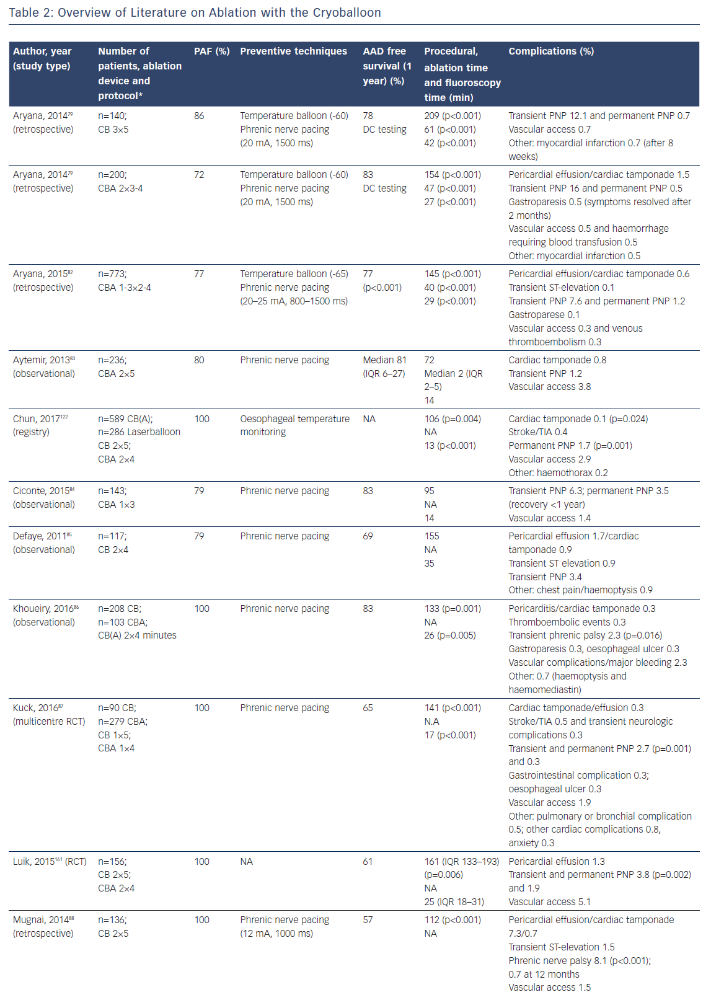 Table 2: Overview of Literature on Ablation with the Cryoballoon
Author, year
(study type)
Number of
patients, ablation
device and
protocol*
PAF (%)
Preventive techniques
AAD free
survival (1
year) (%)
Procedural,
ablation time
and fluoroscopy
time (min)
Complications (%)
Aryana, 2014⁷⁹
(retrospective)
n=140;
CB 3×5
86
Temperature balloon (-60)
Phrenic nerve pacing
(20 mA, 1500 ms)
78
DC testing
209 (p<0.001)
61 (p<0.001)
42 (p<0.001)
Transient PNP 12.1 and permanent PNP 0.7
Vascular access 0.7
Other: myocardial infarction 0.7 (after 8
weeks)
Aryana, 2014⁷⁹
(retrospective)
n=200;
CBA 2×3-4
72
Temperature balloon (-60)
Phrenic nerve pacing
(20 mA, 1500 ms)
83
DC testing
154 (p<0.001)
47 (p<0.001)
27 (p<0.001)
Pericardial effusion/cardiac tamponade 1.5
Transient PNP 16 and permanent PNP 0.5
Gastroparesis 0.5 (symptoms resolved after
2 months)
Vascular access 0.5 and haemorrhage
requiring blood transfusion 0.5
Other: myocardial infarction 0.5
Aryana, 2015⁸²
(retrospective)
n=773;
CBA 1-3×2-4
77
Temperature balloon (-65)
Phrenic nerve pacing
(20–25 mA, 800–1500 ms)
77
(p<0.001)
145 (p<0.001)
40 (p<0.001)
29 (p<0.001)
Pericardial effusion/cardiac tamponade 0.6
Transient ST-elevation 0.1
Transient PNP 7.6 and permanent PNP 1.2
Gastroparese 0.1
Vascular access 0.3 and venous
thromboembolism 0.3
Aytemir, 2013⁸³
(observational)
n=236;
CBA 2×5
80
Phrenic nerve pacing
Median 81
(IQR 6–27)
72
Median 2 (IQR
2–5)
14
Cardiac tamponade 0.8
Transient PNP 1.2
Vascular access 3.8
Chun, 2017¹²²
(registry)
n=589 CB(A);
n=286 Laserballoon
CB 2×5;
CBA 2×4
100
Oesophageal temperature
monitoring
NA
106 (p=0.004)
NA
13 (p<0.001)
Cardiac tamponade 0.1 (p=0.024)
Stroke/TIA 0.4
Permanent PNP 1.7 (p=0.001)
Vascular access 2.9
Other: haemothorax 0.2
Ciconte, 2015⁸⁴
(observational)
n=143;
CBA 1×3
79
Phrenic nerve pacing
83
95
NA
14
Transient PNP 6.3; permanent PNP 3.5
(recovery <1 year)
Vascular access 1.4
Defaye, 2011⁸⁵
(observational)
n=117;
CB 2×4
79
Phrenic nerve pacing
69
155
NA
35
Pericardial effusion 1.7/cardiac
tamponade 0.9
Transient ST elevation 0.9
Transient PNP 3.4
Other: chest pain/haemoptysis 0.9
Khoueiry, 2016⁸⁶
(observational)
n=208 CB;
n=103 CBA;
CB(A) 2×4 minutes
100
Phrenic nerve pacing
83
133 (p=0.001)
NA
26 (p=0.005)
Pericarditis/cardiac tamponade 0.3
Thromboembolic events 0.3
Transient phrenic palsy 2.3 (p=0.016)
Gastroparesis 0.3, oesophageal ulcer 0.3
Vascular complications/major bleeding 2.3
Other: 0.7 (haemoptysis and
haemomediastin)
Kuck, 2016⁸⁷
(multicentre RCT)
n=90 CB;
n=279 CBA;
CB 1×5;
CBA 1×4
100
Phrenic nerve pacing
65
141 (p<0.001)
N.A
17 (p<0.001)
Cardiac tamponade/effusion 0.3
Stroke/TIA 0.5 and transient neurologic
complications 0.3
Transient and permanent PNP 2.7 (p=0.001)
and 0.3
Gastrointestinal complication 0.3;
oesophageal ulcer 0.3
Vascular access 1.9
Other: pulmonary or bronchial complication
0.5; other cardiac complications 0.8,
anxiety 0.3
Luik, 2015¹⁶¹ (RCT)
n=156;
CB 2×5;
CBA 2×4
100
NA
61
161 (IQR 133–193)
(p=0.006)
NA
25 (IQR 18–31)
Pericardial effusion 1.3
Transient and permanent PNP 3.8 (p=0.002)
and 1.9
Vascular access 5.1
Mugnai, 2014⁸⁸
(retrospective)
n=136;
CB 2×5
100
Phrenic nerve pacing
(12 mA, 1000 ms)
57
112 (p<0.001)
NA
Pericardial effusion/cardiac tamponade
7.3/0.7
Transient ST-elevation 1.5
Phrenic nerve palsy 8.1 (p<0.001);
0.7 at 12 months
Vascular access 1.5